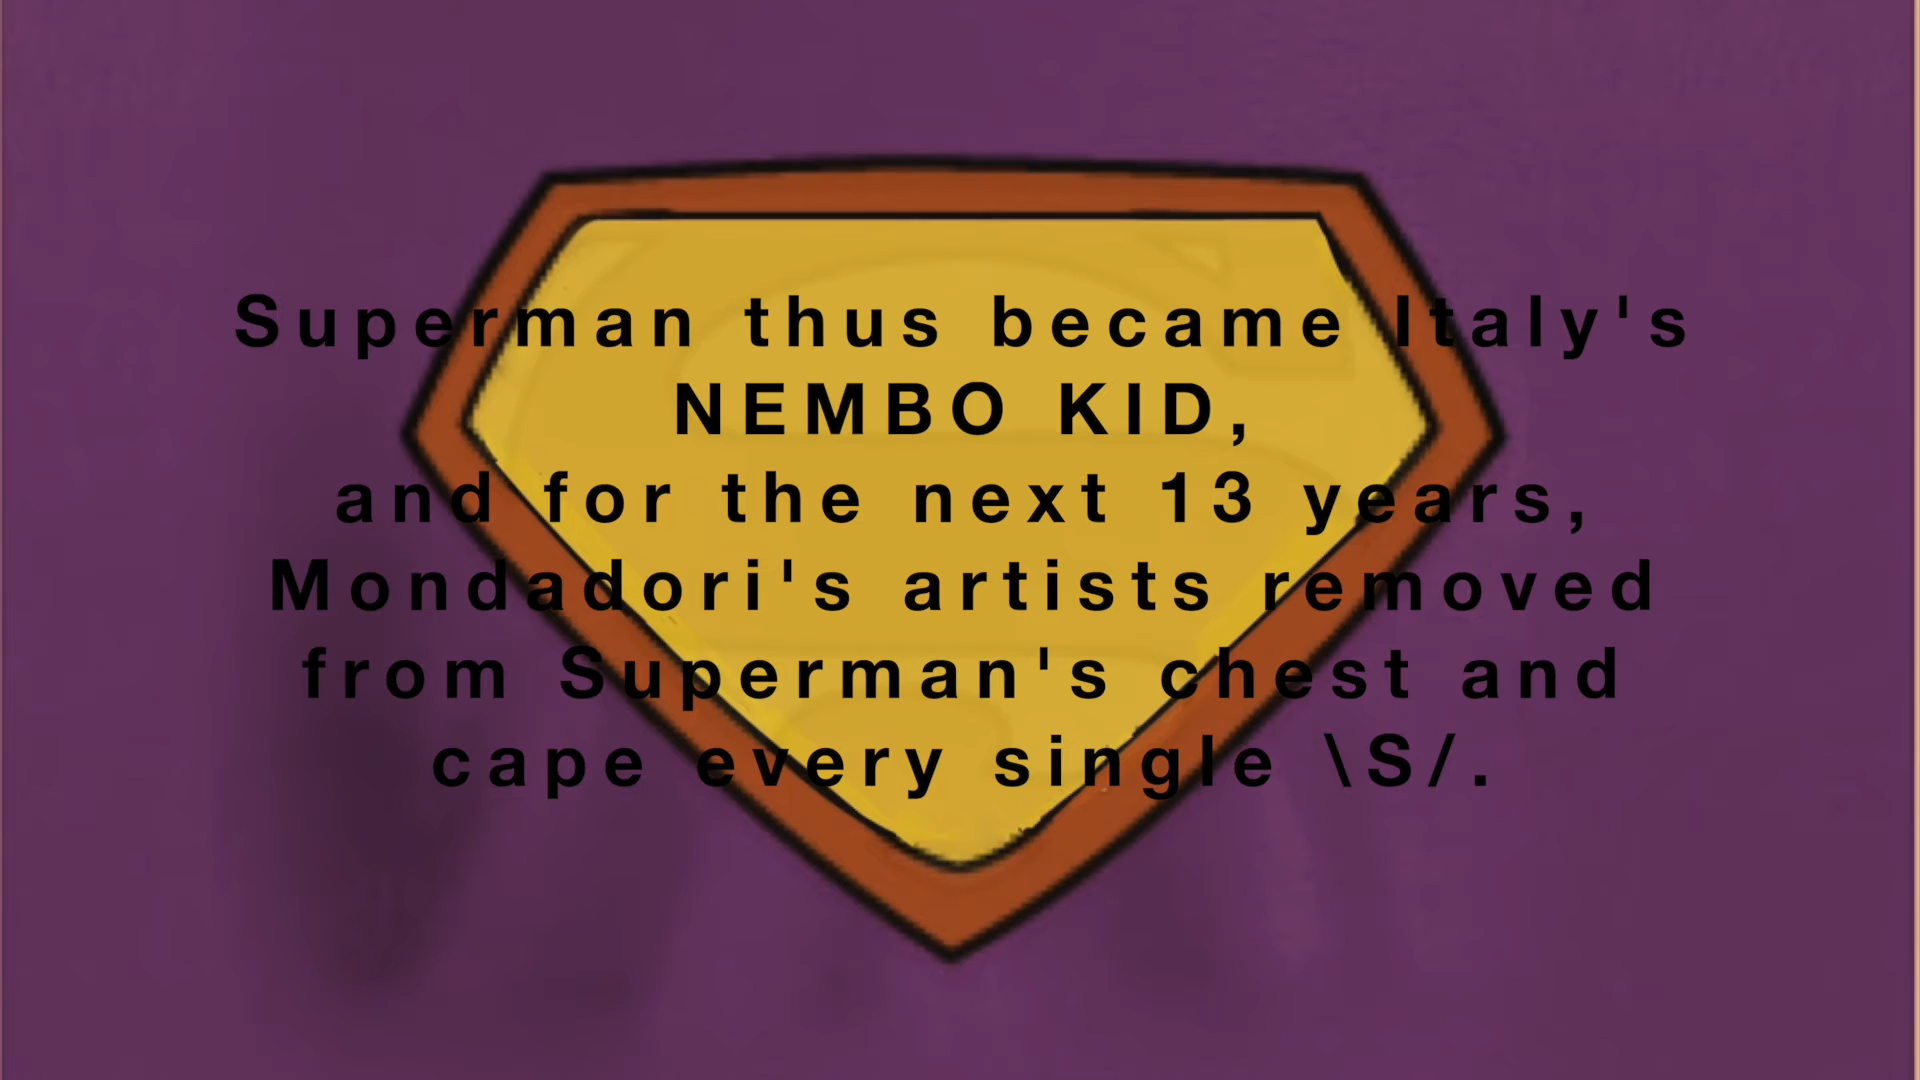 Superman thus became Italy's
NEMBO KID,
and for the next 13 years,
Mondadori's artists removed
from Superman's chest and
cape every single \S/.